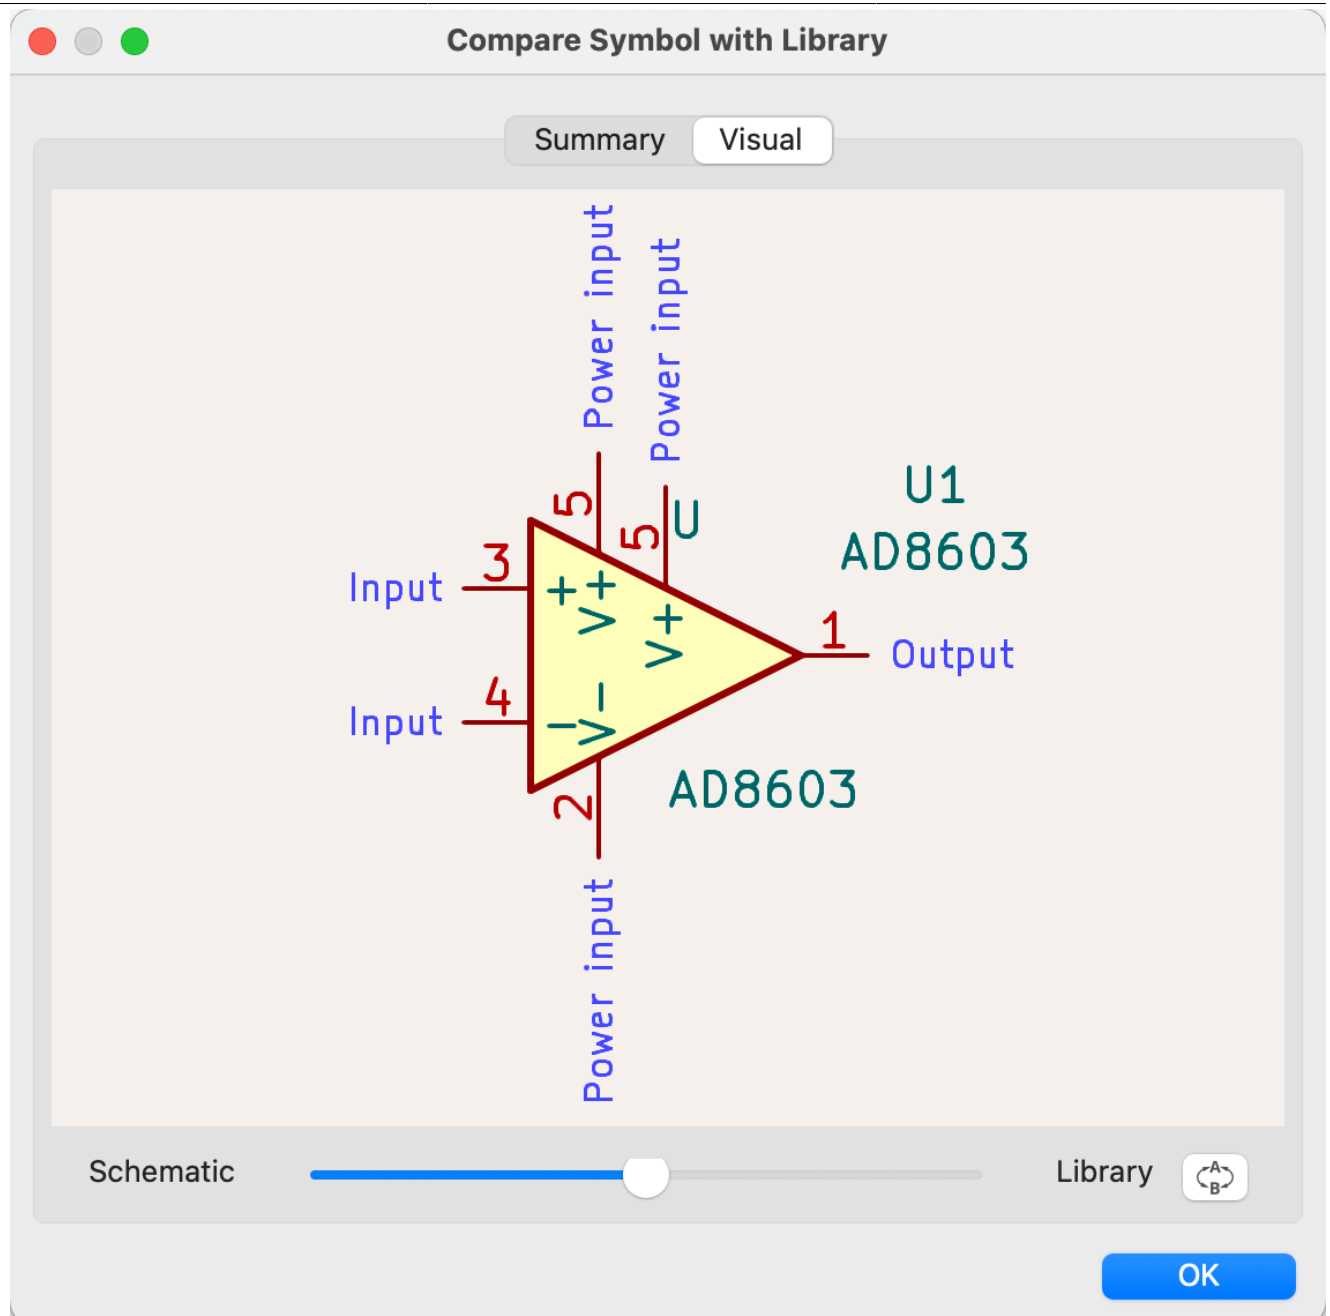 Compare Symbol with Library
Summary
Visual
Power input
Power input
5
5
U
U1
AD8603
3
Input
+
V+
V+
1
Output
4
Input
−
V−
2
AD8603
Power input
Schematic
Library
A
B
OK